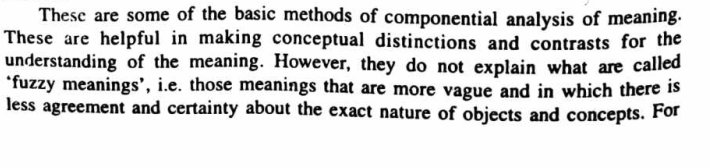 These are some of the basic methods of componential analysis of meaning.
These are helpful in making conceptual distinctions and contrasts for the
understanding of the meaning. However, they do not explain what are called
‘fuzzy meanings’, i.e. those meanings that are more vague and in which there is
less agreement and certainty about the exact nature of objects and concepts. For